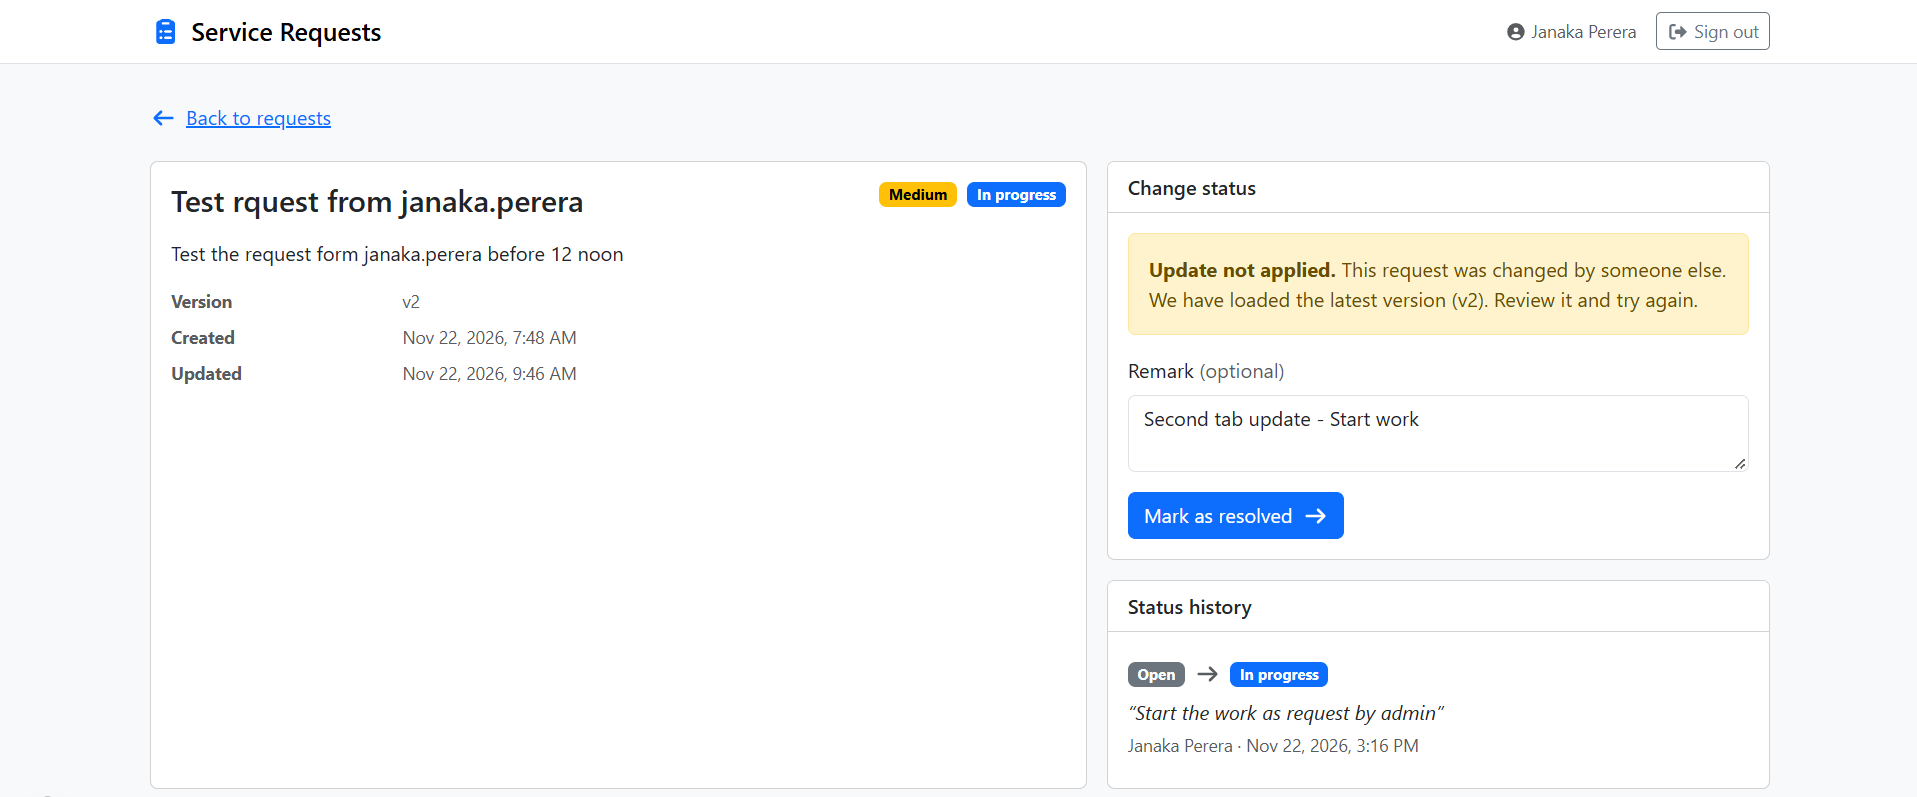 Service Requests
Janaka Perera
Sign out
Back to requests
Test rquest from janaka.perera
Medium
In progress
Test the request form janaka.perera before 12 noon
Version v2
Created Nov 22, 2026, 7:48 AM
Updated Nov 22, 2026, 9:46 AM
Change status
Update not applied. This request was changed by someone else.
We have loaded the latest version (v2). Review it and try again.
Remark (optional)
Second tab update - Start work
Mark as resolved
Status history
Open → In progress
“Start the work as request by admin”
Janaka Perera · Nov 22, 2026, 3:16 PM